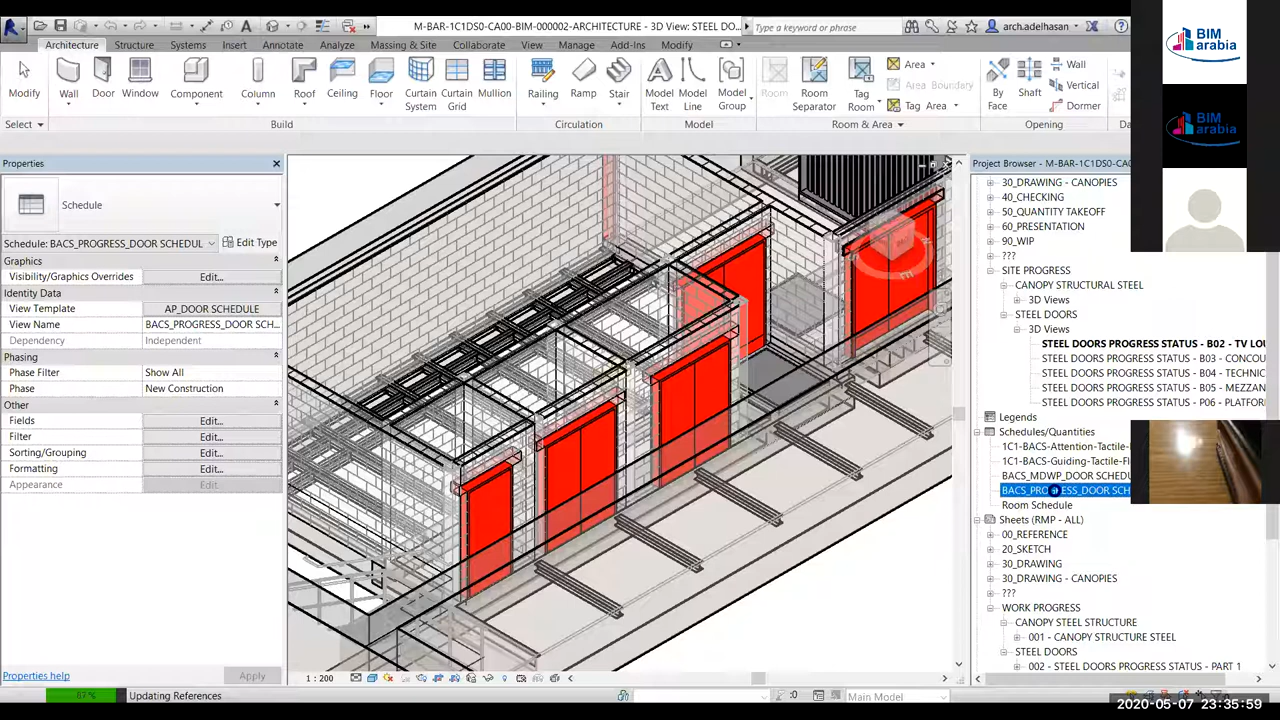 M-BAR-1C1DS0-CA00-BIM-000002-ARCHITECTURE - 3D View: STEEL DO...
Type a keyword or phrase
arch.adelhasan
Architecture Structure Systems Insert Annotate Analyze Massing & Site Collaborate View Manage Add-Ins Modify
Modify
Wall
Door
Window
Component
Column
Roof
Ceiling
Floor
Curtain System
Curtain Grid
Mullion
Railing
Ramp
Stair
Model Text
Model Line
Model Group
Room
Room Separator
Tag Room
Area
Area Boundary
Tag Area
By Face
Shaft
Wall
Vertical
Dormer
Select
Build
Circulation
Model
Room & Area
Opening
Da
Properties
Schedule
Schedule: BACS_PROGRESS_DOOR SCHEDUL
Edit Type
Graphics
Visibility/Graphics Overrides Edit...
Identity Data
View Template AP_DOOR SCHEDULE
View Name BACS_PROGRESS_DOOR SCH...
Dependency Independent
Phasing
Phase Filter Show All
Phase New Construction
Other
Fields Edit...
Filter Edit...
Sorting/Grouping Edit...
Formatting Edit...
Appearance Edit...
Properties help
Apply
Project Browser - M-BAR-1C1DS0-CA00
30_DRAWING - CANOPIES
40_CHECKING
50_QUANTITY TAKEOFF
60_PRESENTATION
90_WIP
???
SITE PROGRESS
CANOPY STRUCTURAL STEEL
3D Views
STEEL DOORS
3D Views
STEEL DOORS PROGRESS STATUS - B02 - TV LOU
STEEL DOORS PROGRESS STATUS - B03 - CONCOU
STEEL DOORS PROGRESS STATUS - B04 - TECHNIC
STEEL DOORS PROGRESS STATUS - B05 - MEZZAN
STEEL DOORS PROGRESS STATUS - P06 - PLATFOR
Legends
Schedules/Quantities
1C1-BACS-Attention-Tactile-
1C1-BACS-Guiding-Tactile-Fl
BACS_MDWP_DOOR SCHEDU
BACS_PROGRESS_DOOR SCH
Room Schedule
Sheets (RMP - ALL)
00_REFERENCE
20_SKETCH
30_DRAWING
30_DRAWING - CANOPIES
???
WORK PROGRESS
CANOPY STEEL STRUCTURE
001 - CANOPY STRUCTURE STEEL
STEEL DOORS
002 - STEEL DOORS PROGRESS STATUS - PART 1
BIM
arabia
BIM
arabia
1 : 200
87 %
Updating References
:0
Main Model
2020-05-07 23:35:59